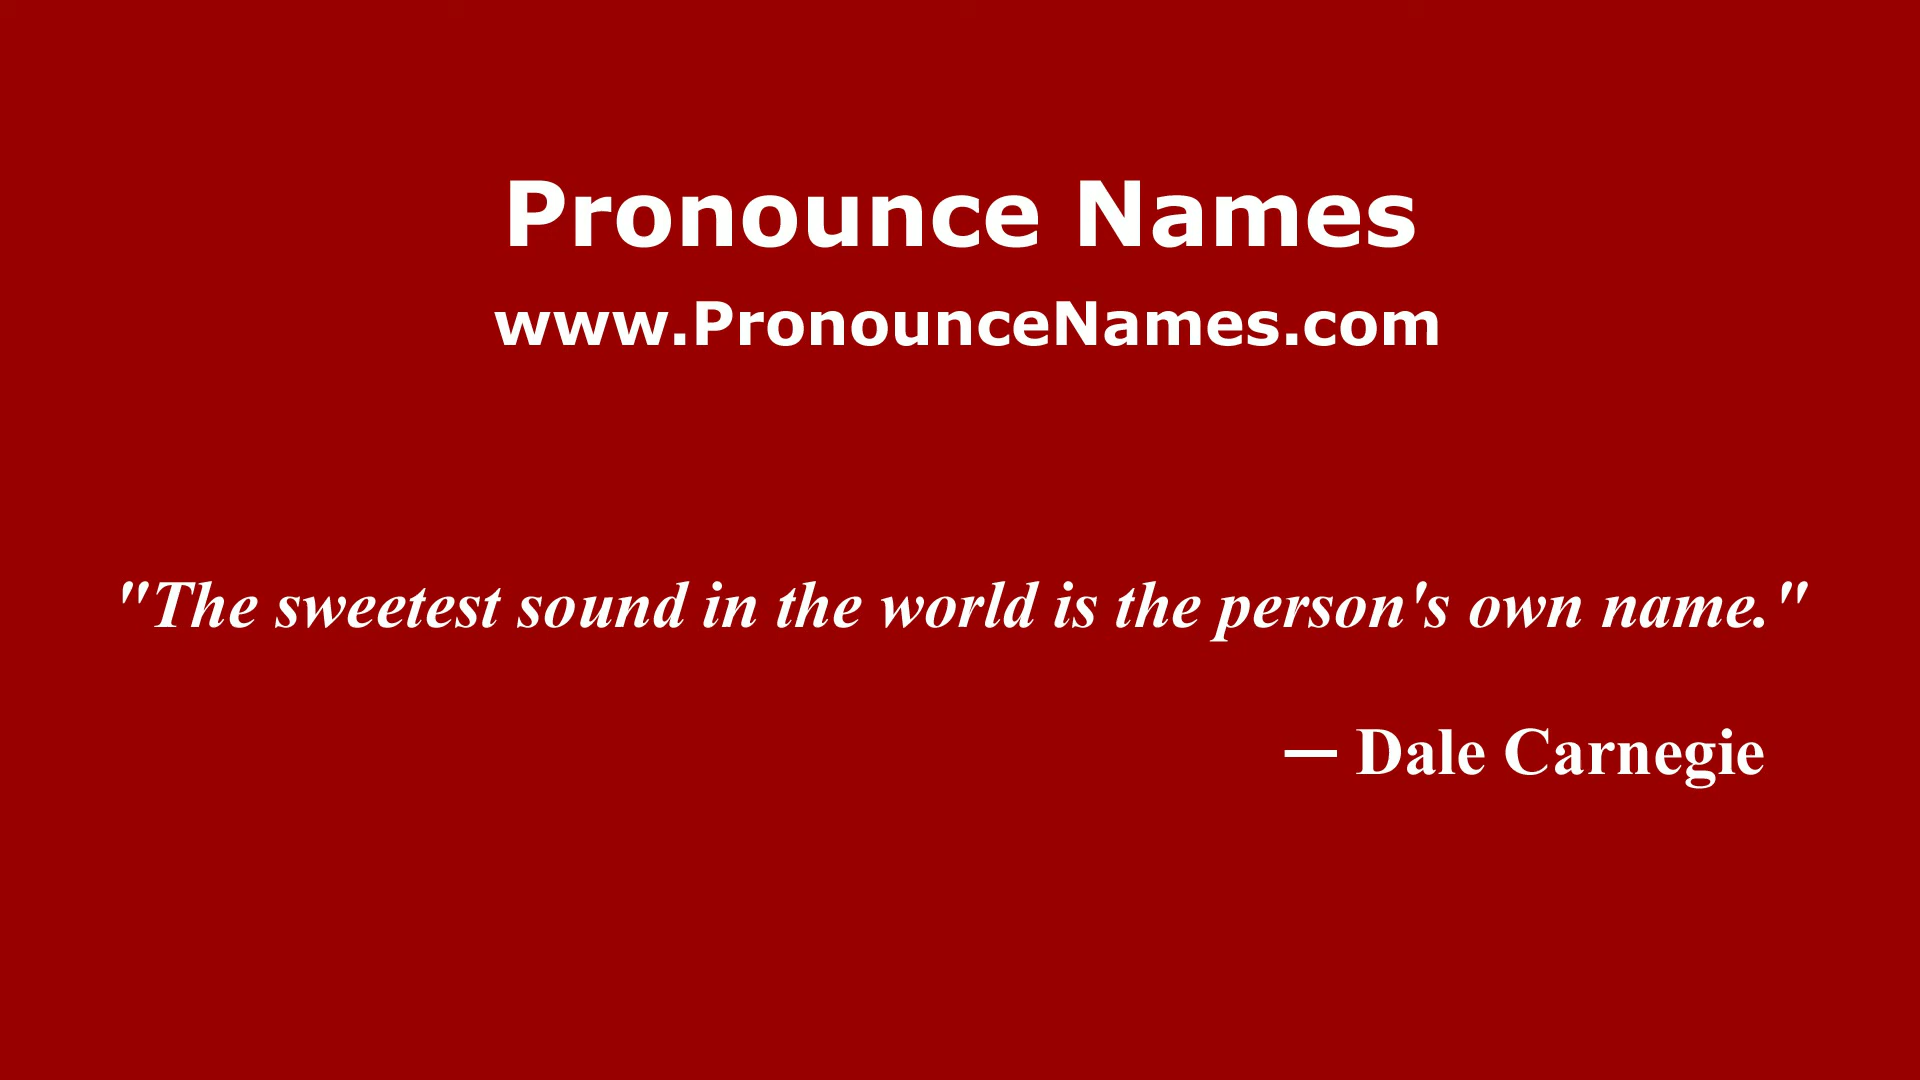 Pronounce Names
www.PronounceNames.com
"The sweetest sound in the world is the person's own name."
— Dale Carnegie